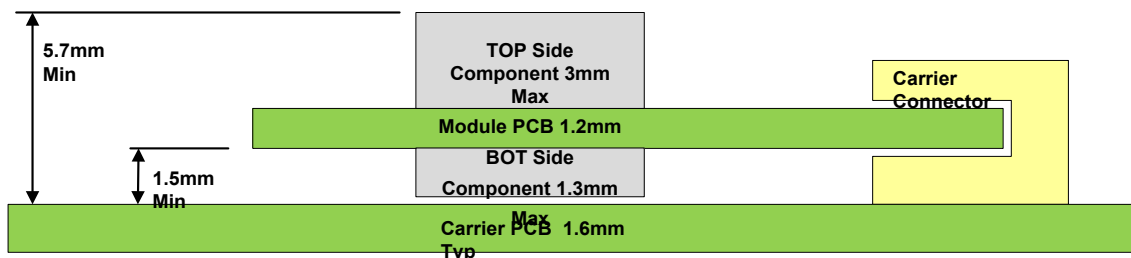 5.7mm
Min
TOP Side
Component 3mm
Max
Carrier
Connector
Module PCB 1.2mm
BOT Side
Component 1.3mm
Max
1.5mm
Min
Carrier PCB  1.6mm
Typ